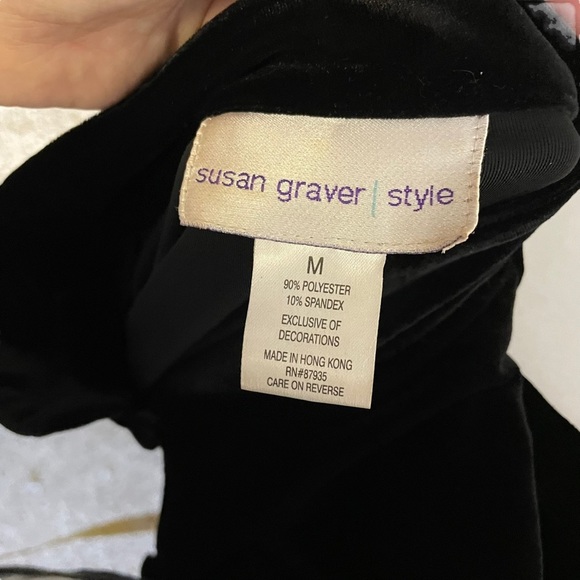 susan graver | style
M
90% POLYESTER
10% SPANDEX
EXCLUSIVE OF
DECORATIONS
MADE IN HONG KONG
RN#87935
CARE ON REVERSE